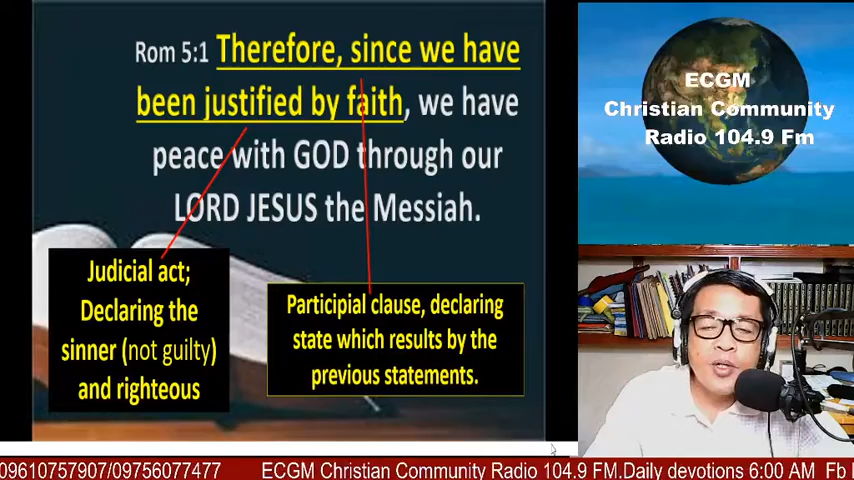 Rom 5:1 Therefore, since we have
been justified by faith, we have
peace with GOD through our
LORD JESUS the Messiah.
Judicial act;
Declaring the
sinner (not guilty)
and righteous
Participial clause, declaring
state which results by the
previous statements.
ECGM
Christian Community
Radio 104.9 Fm
09610757907/09756077477 ECGM Christian Community Radio 104.9 FM.Daily devotions 6:00 AM Fb